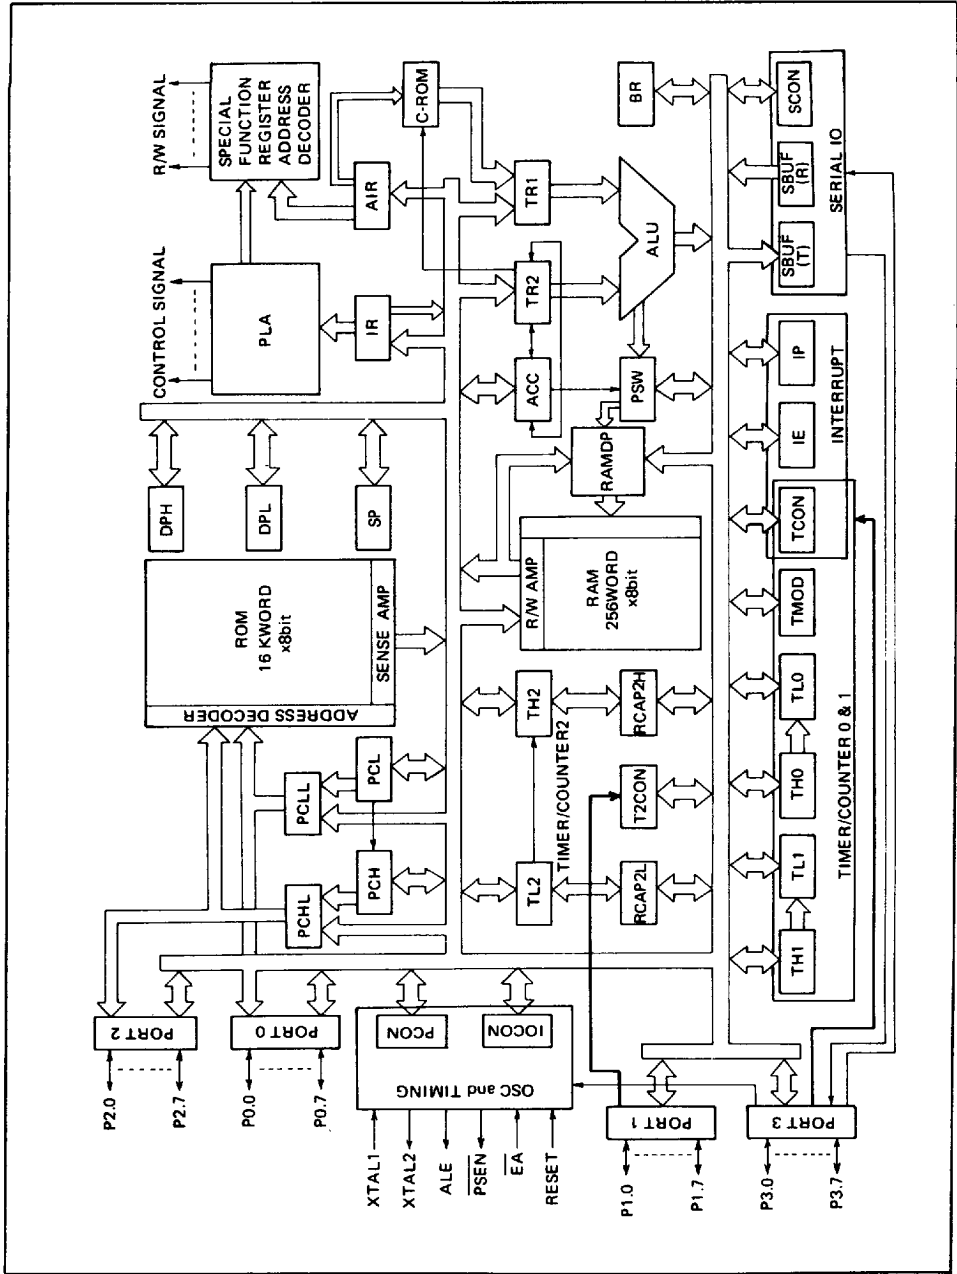 R/W SIGNAL
CONTROL SIGNAL
SPECIAL
FUNCTION
REGISTER
ADDRESS
DECODER
PLA
AIR
IR
C-ROM
DPH
DPL
SP
ROM
16 KWORD
x8bit
SENSE AMP
ADDRESS DECODER
PCLL
PCL
PCHL
PCH
PORT 2
P2.0
P2.7
PORT 0
P0.0
P0.7
TR1
TR2
ACC
ALU
PSW
BR
RAMDP
R/W AMP
RAM
256WORD
x8bit
TH2
TL2
TIMER/COUNTER2
RCAP2H
T2CON
RCAP2L
PCON
IOCON
OSC and TIMING
XTAL1
XTAL2
ALE
PSEN
EA
RESET
SCON
SBUF
(R)
SBUF
(T)
SERIAL IO
IP
IE
INTERRUPT
TCON
TMOD
TL0
TH0
TL1
TH1
TIMER/COUNTER 0 & 1
PORT 1
P1.0
P1.7
PORT 3
P3.0
P3.7